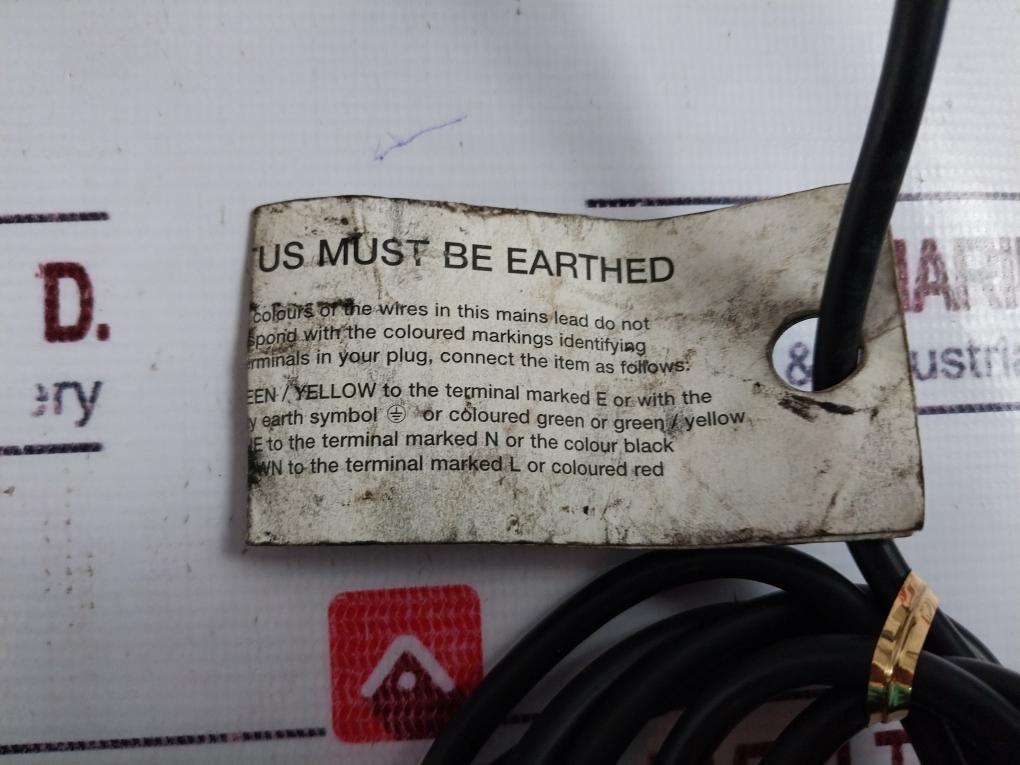 'US MUST BE EARTHED
colours of the wires in this mains lead do not
spond with the coloured markings identifying
rminals in your plug, connect the item as follows:
EEN / YELLOW to the terminal marked E or with the
y earth symbol ⏚ or coloured green or green / yellow
E to the terminal marked N or the colour black
WN to the terminal marked L or coloured red
D.
ery
ARI
& ustria